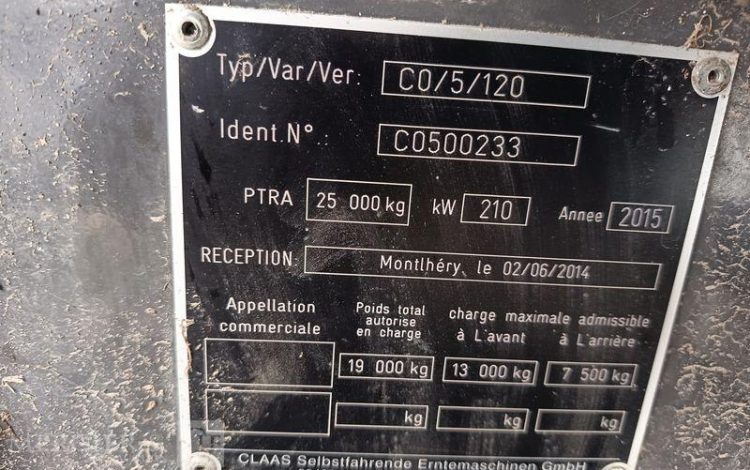 Typ/Var/Ver: C0/5/120
Ident.N° : C0500233
PTRA 25 000 kg kW 210 Annee 2015
RECEPTION Montlhéry, le 02/06/2014
Appellation commerciale Poids total autorise en charge charge maximale admissible à L'avant à L'arrière
19 000 kg 13 000 kg 7 500 kg
kg kg kg
CLAAS Selbstfahrende Erntemaschinen GmbH